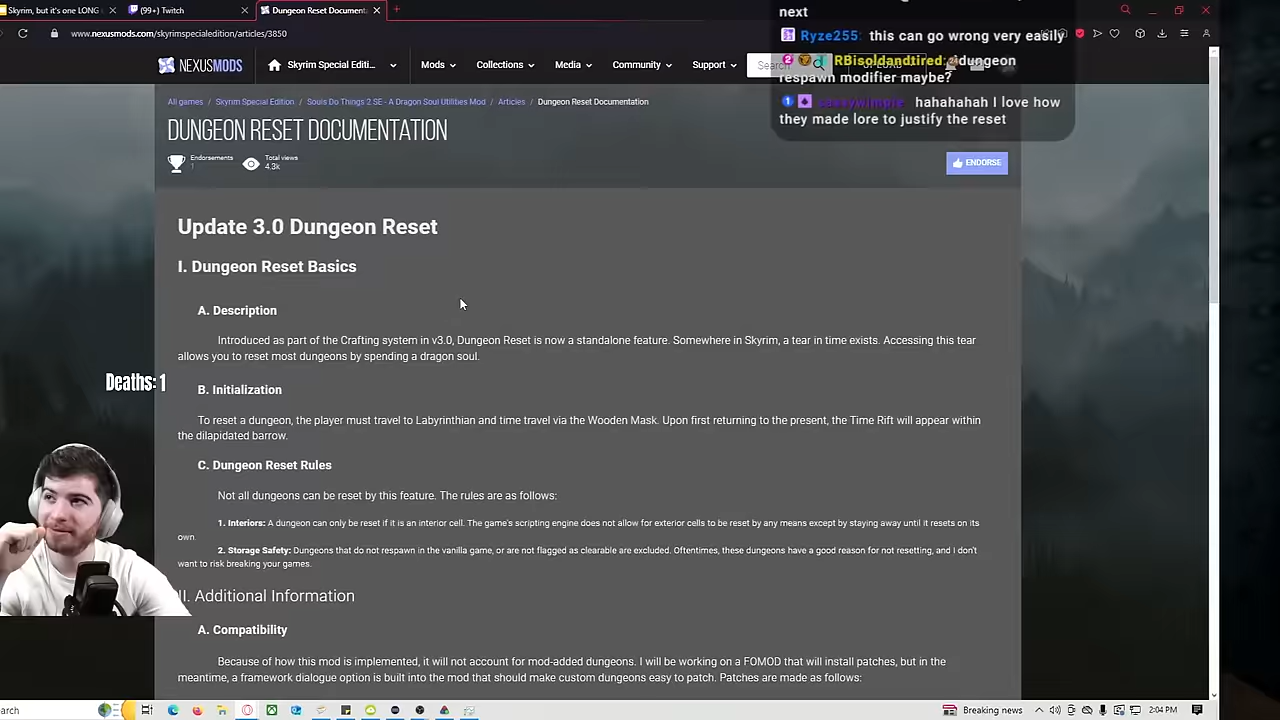 Skyrim, but it's one LONG
(99+) Twitch
Dungeon Reset Documenta
www.nexusmods.com/skyrimspecialedition/articles/3850
next
Ryze255: this can go wrong very easily
RBisoldandtired: dungeon
respawn modifier maybe?
sassywimpre hahahahah I love how
they made lore to justify the reset
NEXUSMODS
Skyrim Special Editi...
Mods
Collections
Media
Community
Support
Search
All games / Skyrim Special Edition / Souls Do Things 2 SE - A Dragon Soul Utilities Mod / Articles / Dungeon Reset Documentation
DUNGEON RESET DOCUMENTATION
Endorsements
1
Total views
4.3k
ENDORSE
Update 3.0 Dungeon Reset
I. Dungeon Reset Basics
A. Description
Introduced as part of the Crafting system in v3.0, Dungeon Reset is now a standalone feature. Somewhere in Skyrim, a tear in time exists. Accessing this tear
allows you to reset most dungeons by spending a dragon soul.
Deaths: 1
B. Initialization
To reset a dungeon, the player must travel to Labyrinthian and time travel via the Wooden Mask. Upon first returning to the present, the Time Rift will appear within
the dilapidated barrow.
C. Dungeon Reset Rules
Not all dungeons can be reset by this feature. The rules are as follows:
1. Interiors: A dungeon can only be reset if it is an interior cell. The game's scripting engine does not allow for exterior cells to be reset by any means except by staying away until it resets on its
own.
2. Storage Safety: Dungeons that do not respawn in the vanilla game, or are not flagged as clearable are excluded. Oftentimes, these dungeons have a good reason for not resetting, and I don't
want to risk breaking your games.
II. Additional Information
A. Compatibility
Because of how this mod is implemented, it will not account for mod-added dungeons. I will be working on a FOMOD that will install patches, but in the
meantime, a framework dialogue option is built into the mod that should make custom dungeons easy to patch. Patches are made as follows:
arch
Breaking news
2:04 PM